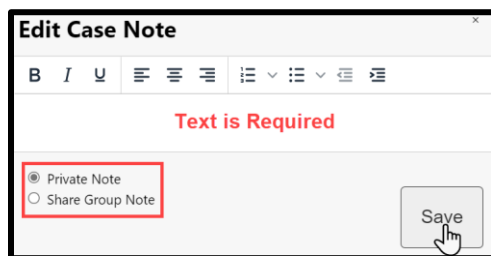 Edit Case Note
×
B I U
Text is Required
Private Note
Share Group Note
Save